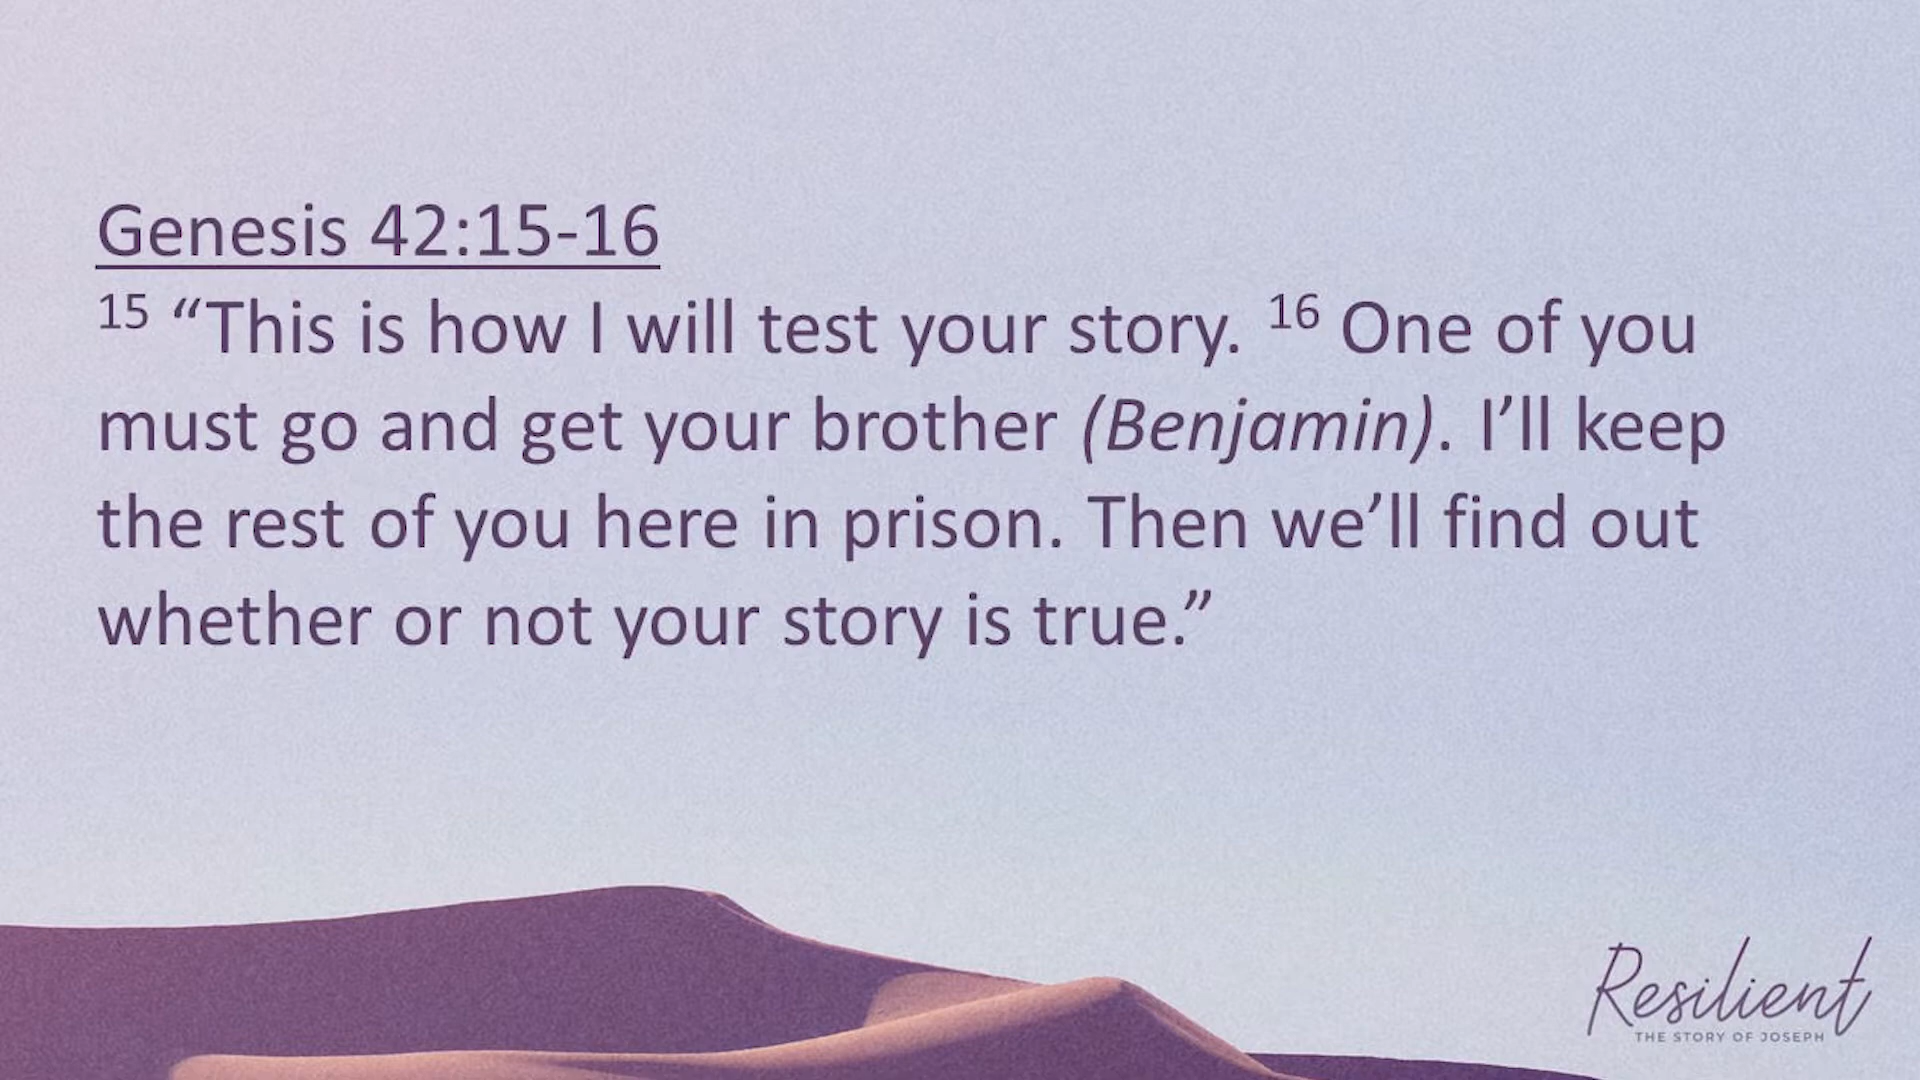 Genesis 42:15-16
15 “This is how I will test your story. 16 One of you
must go and get your brother (Benjamin). I’ll keep
the rest of you here in prison. Then we’ll find out
whether or not your story is true.”
Resilient
THE STORY OF JOSEPH